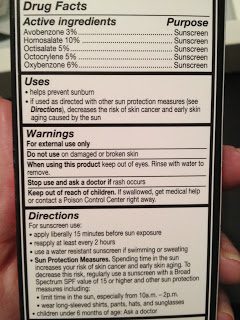 Drug Facts
Active ingredients Purpose
Avobenzone 3%..................Sunscreen
Homosalate 10%..................Sunscreen
Octisalate 5%..................Sunscreen
Octocrylene 5%..................Sunscreen
Oxybenzone 6%..................Sunscreen
Uses
• helps prevent sunburn
• if used as directed with other sun protection measures (see
Directions), decreases the risk of skin cancer and early skin
aging caused by the sun
Warnings
For external use only
Do not use on damaged or broken skin
When using this product keep out of eyes. Rinse with water to
remove.
Stop use and ask a doctor if rash occurs
Keep out of reach of children. If swallowed, get medical help
or contact a Poison Control Center right away.
Directions
For sunscreen use:
• apply liberally 15 minutes before sun exposure
• reapply at least every 2 hours
• use a water resistant sunscreen if swimming or sweating
• Sun Protection Measures. Spending time in the sun
increases your risk of skin cancer and early skin aging. To
decrease this risk, regularly use a sunscreen with a Broad
Spectrum SPF value of 15 or higher and other sun
protection measures including:
• limit time in the sun, especially from 10a.m. – 2p.m.
• wear long-sleeved shirts, pants, hats, and sunglasses
• children under 6 months of age: Ask a doctor